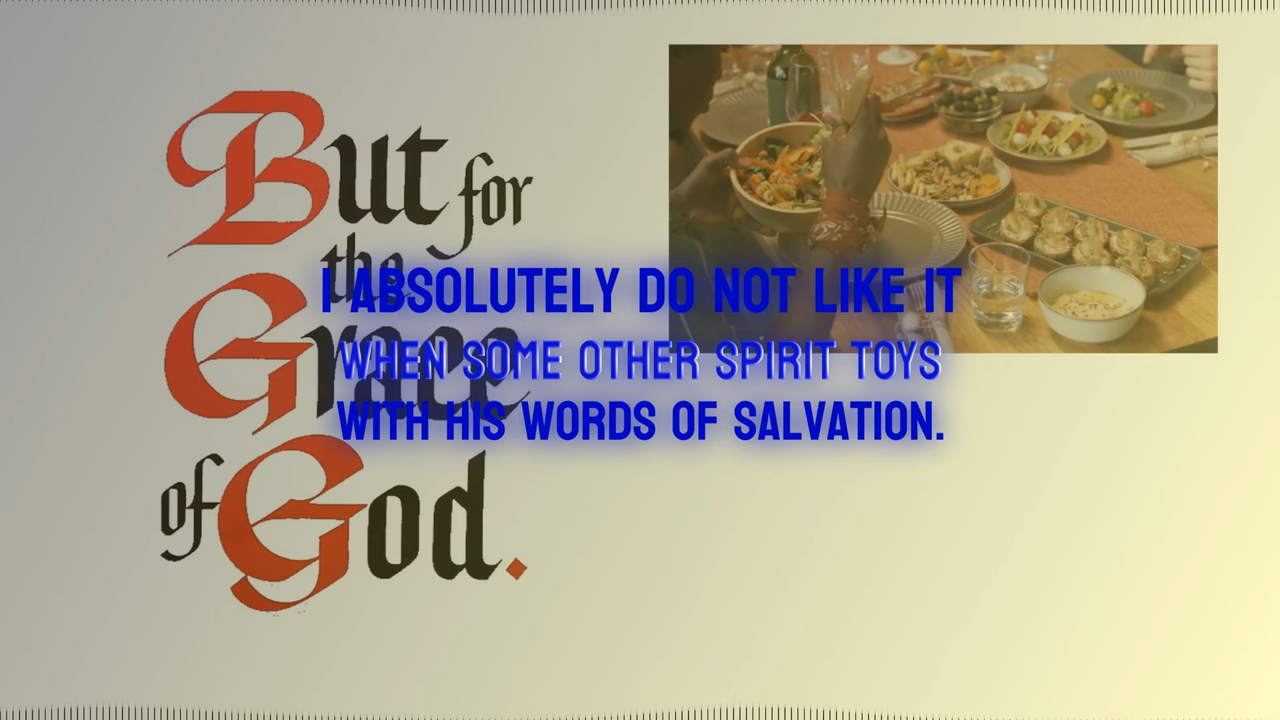 But for
the
Grace
of God.
I ABSOLUTELY DO NOT LIKE IT
WHEN SOME OTHER SPIRIT TOYS
WITH HIS WORDS OF SALVATION.